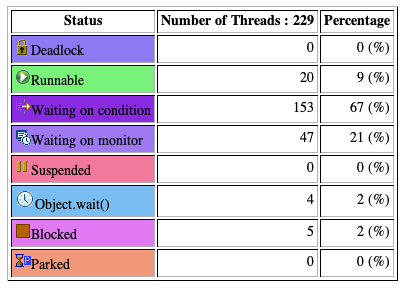 Status Number of Threads : 229 Percentage
Deadlock 0 0 (%)
Runnable 20 9 (%)
Waiting on condition 153 67 (%)
Waiting on monitor 47 21 (%)
Suspended 0 0 (%)
Object.wait() 4 2 (%)
Blocked 5 2 (%)
Parked 0 0 (%)